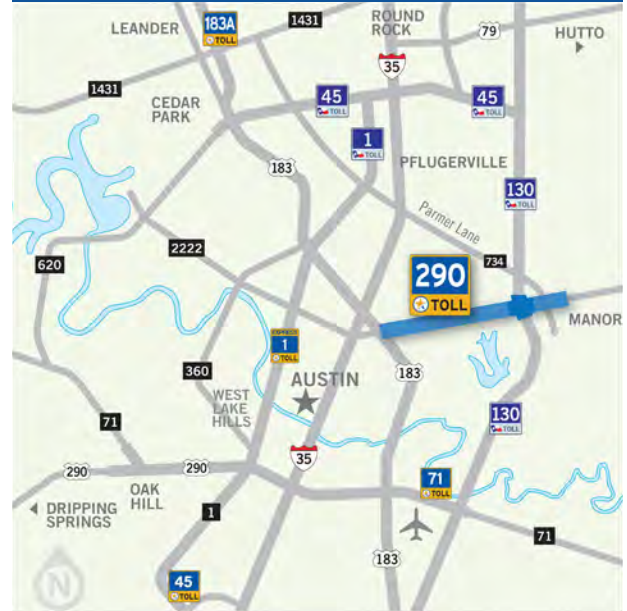 LEANDER
183A
TOLL
1431
ROUND
ROCK
79
HUTTO
35
1431
CEDAR
PARK
45
TOLL
45
TOLL
1
TOLL
183
PFLUGERVILLE
130
TOLL
Parmer Lane
620
2222
734
290
TOLL
MANOR
EXPRESS
1
TOLL
360
AUSTIN
183
WEST
LAKE
HILLS
71
130
TOLL
35
290
290
71
TOLL
OAK
HILL
DRIPPING
SPRINGS
1
71
183
45
TOLL
N